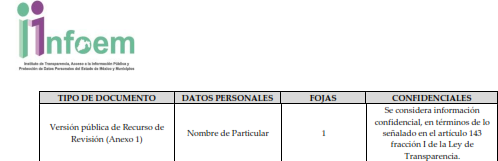 infoem
Instituto de Transparencia, Acceso a la Información Pública y
Protección de Datos Personales del Estado de México y Municipios
TIPO DE DOCUMENTO DATOS PERSONALES FOJAS CONFIDENCIALES
Versión pública de Recurso de
Revisión (Anexo 1)
Nombre de Particular
1
Se considera información
confidencial, en términos de lo
señalado en el artículo 143
fracción I de la Ley de
Transparencia.